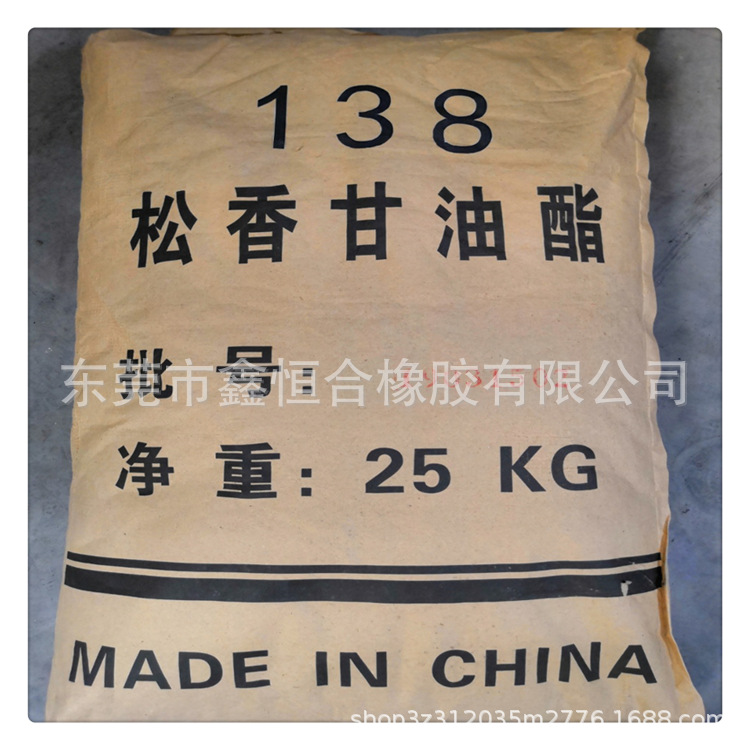 138
松香甘油酯
批号：
东莞市鑫恒合橡胶有限公司
净重：25 KG
MADE IN CHINA
shop3z312035m2776.1688.com